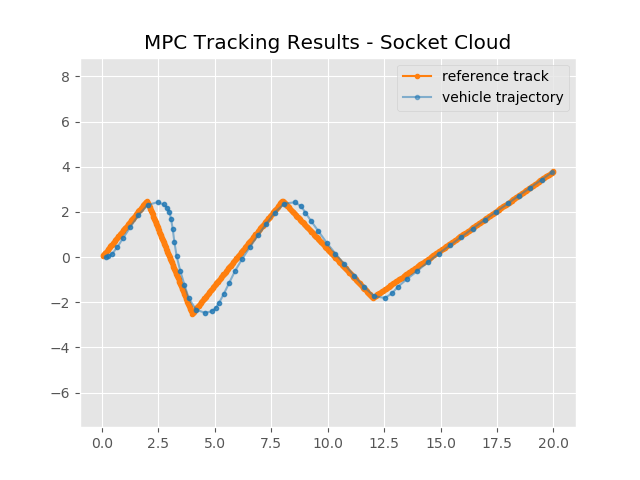 MPC Tracking Results - Socket Cloud
reference track
vehicle trajectory
8
6
4
2
0
−2
−4
−6
0.0 2.5 5.0 7.5 10.0 12.5 15.0 17.5 20.0